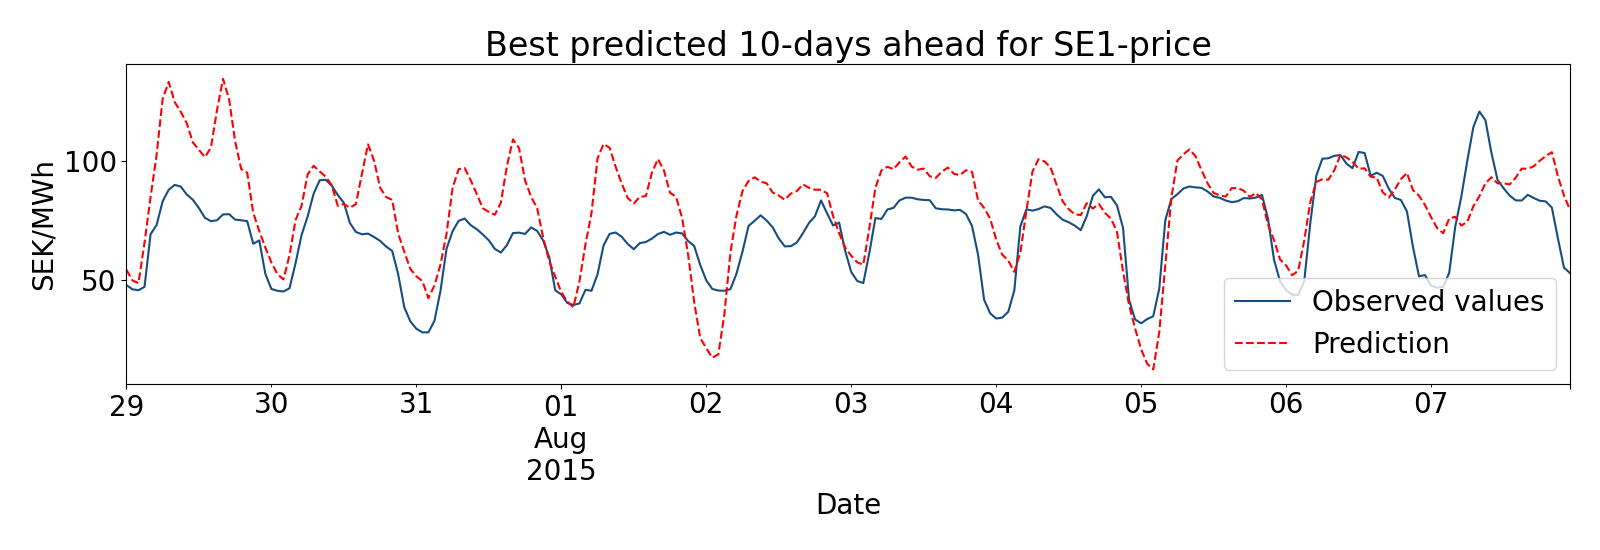 Best predicted 10-days ahead for SE1-price
SEK/MWh
100
50
Observed values
Prediction
29 30 31 01 02 03 04 05 06 07
Aug
2015
Date